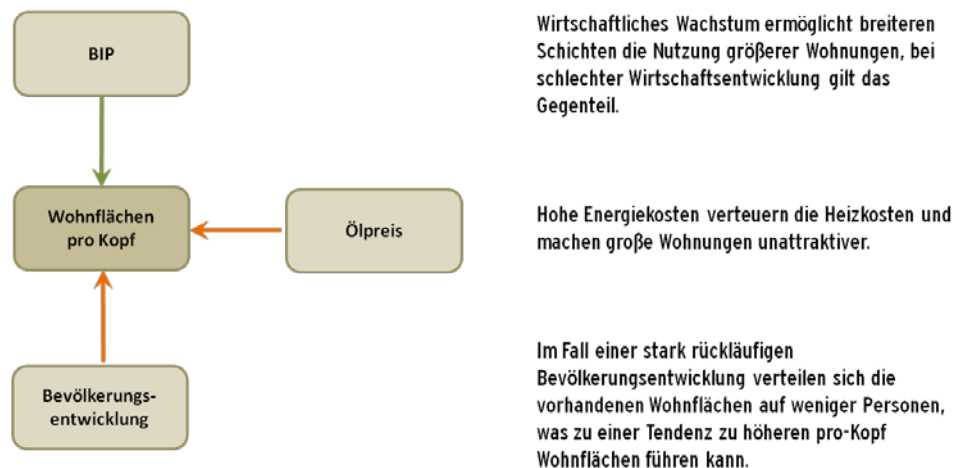 BIP
Wirtschaftliches Wachstum ermöglicht breiteren
Schichten die Nutzung größerer Wohnungen, bei
schlechter Wirtschaftsentwicklung gilt das
Gegenteil.
Wohnflächen
pro Kopf
Ölpreis
Hohe Energiekosten verteuern die Heizkosten und
machen große Wohnungen unattraktiver.
Bevölkerungs-
entwicklung
Im Fall einer stark rückläufigen
Bevölkerungsentwicklung verteilen sich die
vorhandenen Wohnflächen auf weniger Personen,
was zu einer Tendenz zu höheren pro-Kopf
Wohnflächen führen kann.